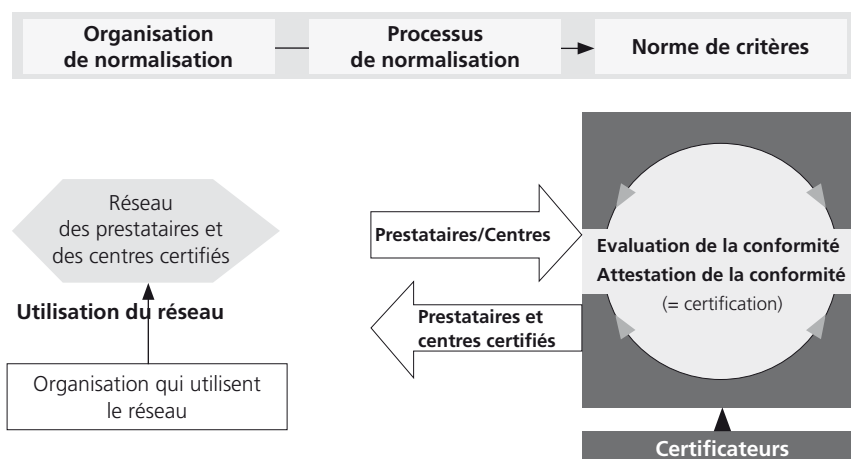 Organisation
de normalisation
Processus
de normalisation
Norme de critères
Réseau
des prestataires et
des centres certifiés
Utilisation du réseau
Organisation qui utilisent
le réseau
Prestataires/Centres
Prestataires et
centres certifiés
Evaluation de la conformité
Attestation de la conformité
(= certification)
Certificateurs